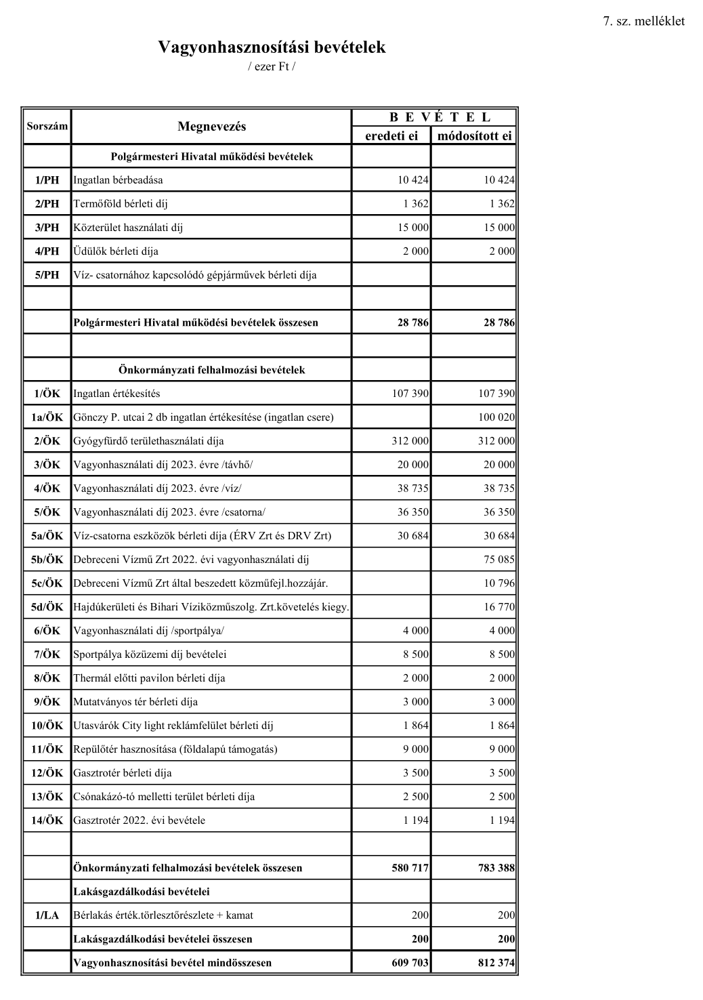 7. sz. melléklet
Vagyonhasznosítási bevételek
/ ezer Ft /
Sorszám Megnevezés B E V É T E L
eredeti ei módosított ei
Polgármesteri Hivatal működési bevételek
1/PH Ingatlan bérbeadása 10 424 10 424
2/PH Termőföld bérleti díj 1 362 1 362
3/PH Közterület használati díj 15 000 15 000
4/PH Üdülők bérleti díja 2 000 2 000
5/PH Víz- csatornához kapcsolódó gépjárművek bérleti díja
Polgármesteri Hivatal működési bevételek összesen 28 786 28 786
Önkormányzati felhalmozási bevételek
1/ÖK Ingatlan értékesítés 107 390 107 390
1a/ÖK Gönczy P. utcai 2 db ingatlan értékesítése (ingatlan csere) 100 020
2/ÖK Gyógyfürdő területhasználati díja 312 000 312 000
3/ÖK Vagyonhasználati díj 2023. évre /távhő/ 20 000 20 000
4/ÖK Vagyonhasználati díj 2023. évre /víz/ 38 735 38 735
5/ÖK Vagyonhasználati díj 2023. évre /csatorna/ 36 350 36 350
5a/ÖK Víz-csatorna eszközök bérleti díja (ÉRV Zrt és DRV Zrt) 30 684 30 684
5b/ÖK Debreceni Vízmű Zrt 2022. évi vagyonhasználati díj 75 085
5c/ÖK Debreceni Vízmű Zrt által beszedett közműfejl.hozzájár. 10 796
5d/ÖK Hajdúkerületi és Bihari Víziközműszolg. Zrt.követelés kiegy. 16 770
6/ÖK Vagyonhasználati díj /sportpálya/ 4 000 4 000
7/ÖK Sportpálya közüzemi díj bevételei 8 500 8 500
8/ÖK Thermál előtti pavilon bérleti díja 2 000 2 000
9/ÖK Mutatványos tér bérleti díja 3 000 3 000
10/ÖK Utasvárók City light reklámfelület bérleti díj 1 864 1 864
11/ÖK Repülőtér hasznosítása (földalapú támogatás) 9 000 9 000
12/ÖK Gasztrotér bérleti díja 3 500 3 500
13/ÖK Csónakázó-tó melletti terület bérleti díja 2 500 2 500
14/ÖK Gasztrotér 2022. évi bevétele 1 194 1 194
Önkormányzati felhalmozási bevételek összesen 580 717 783 388
Lakásgazdálkodási bevételei
1/LA Bérlakás érték.törlesztőrészlete + kamat 200 200
Lakásgazdálkodási bevételei összesen 200 200
Vagyonhasznosítási bevétel mindösszesen 609 703 812 374